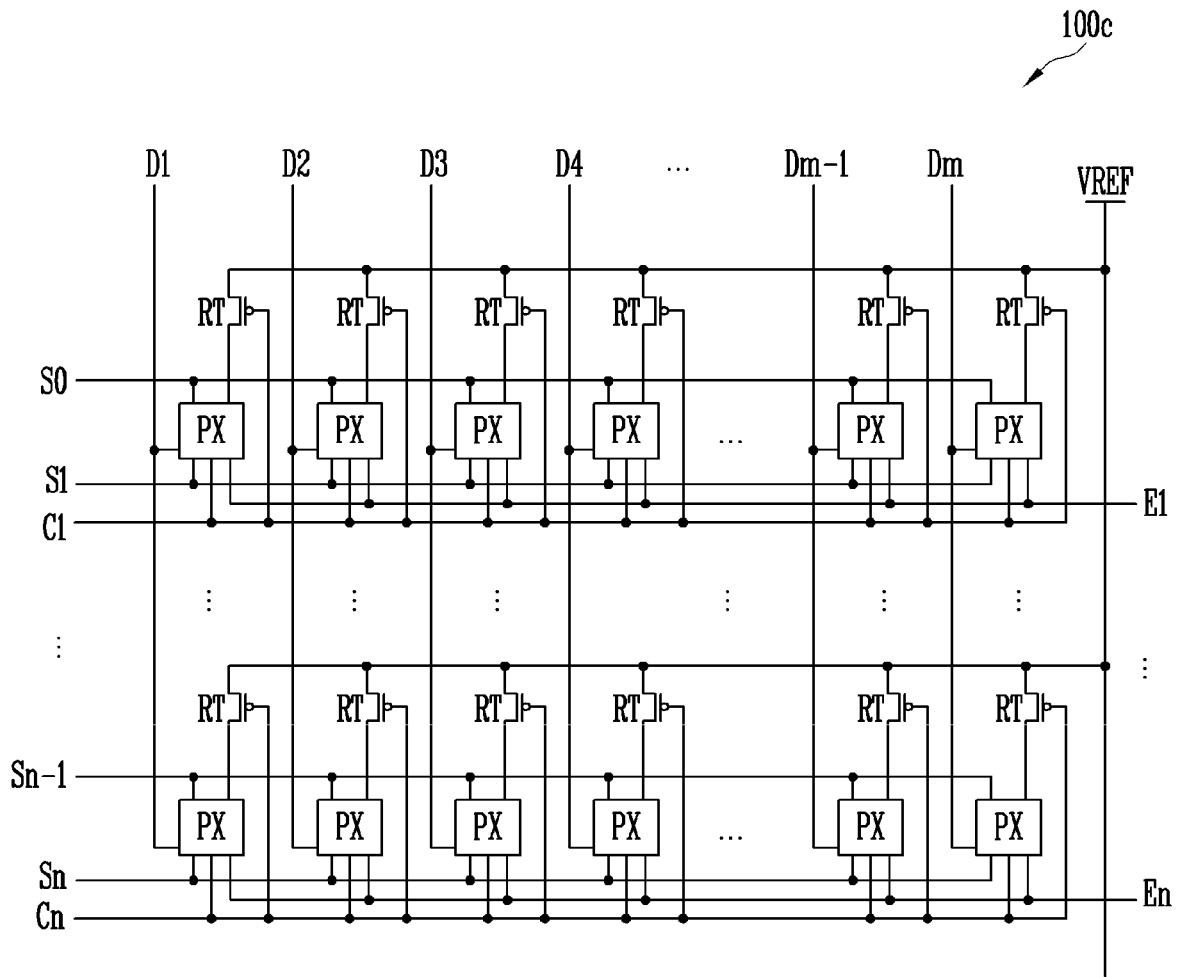 100c
D1 D2 D3 D4 ... Dm-1 Dm VREF
RT RT RT RT RT RT
S0
PX PX PX PX ... PX PX
S1
E1
C1
RT RT RT RT RT RT
Sn-1
PX PX PX PX ... PX PX
Sn
En
Cn